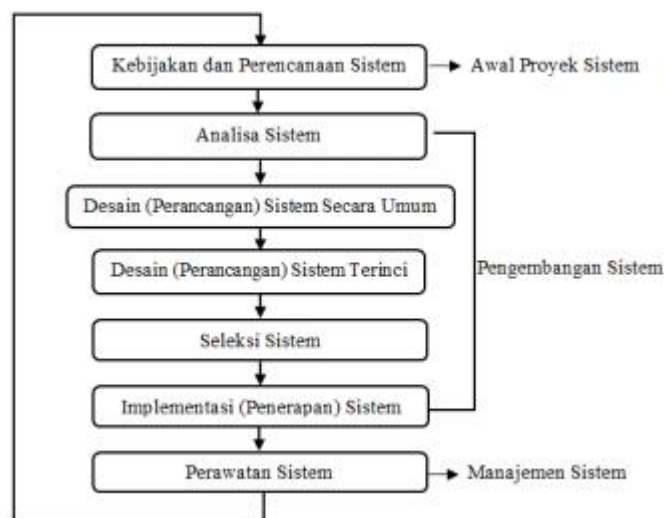 Kebijakan dan Perencanaan Sistem
Awal Proyek Sistem
Analisa Sistem
Desain (Perancangan) Sistem Secara Umum
Desain (Perancangan) Sistem Terinci
Pengembangan Sistem
Seleksi Sistem
Implementasi (Penerapan) Sistem
Perawatan Sistem
Manajemen Sistem